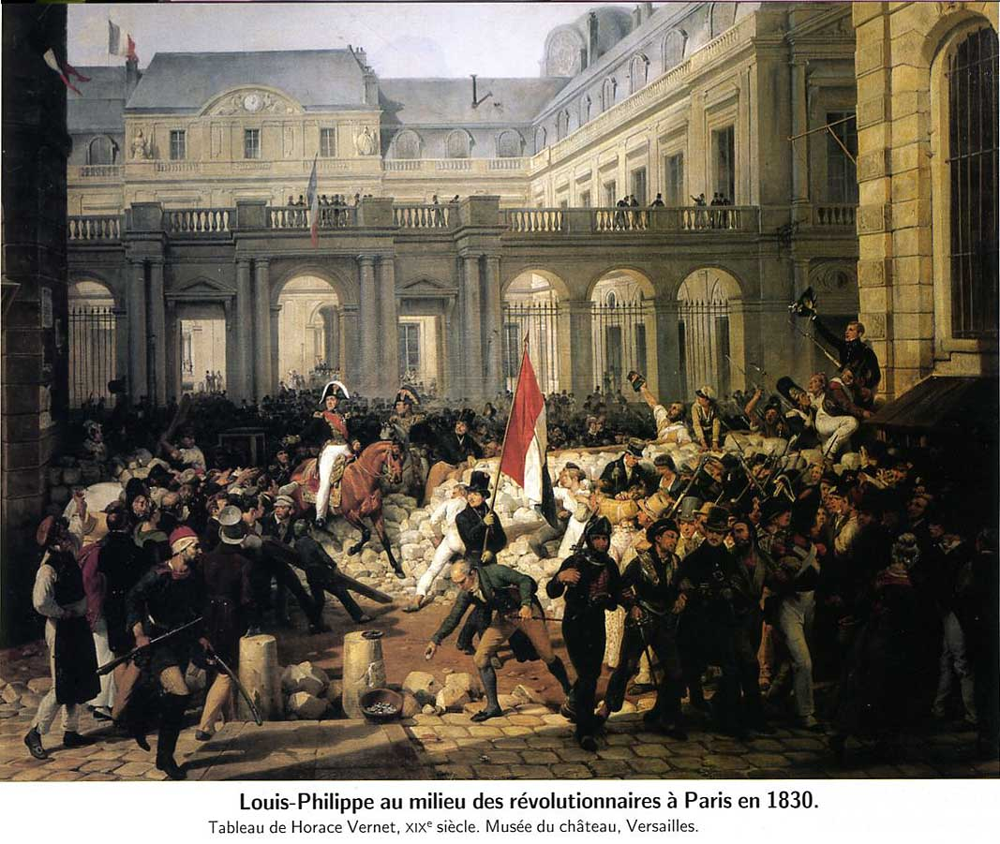 Louis-Philippe au milieu des révolutionnaires à Paris en 1830.
Tableau de Horace Vernet, XIXᵉ siècle. Musée du château, Versailles.